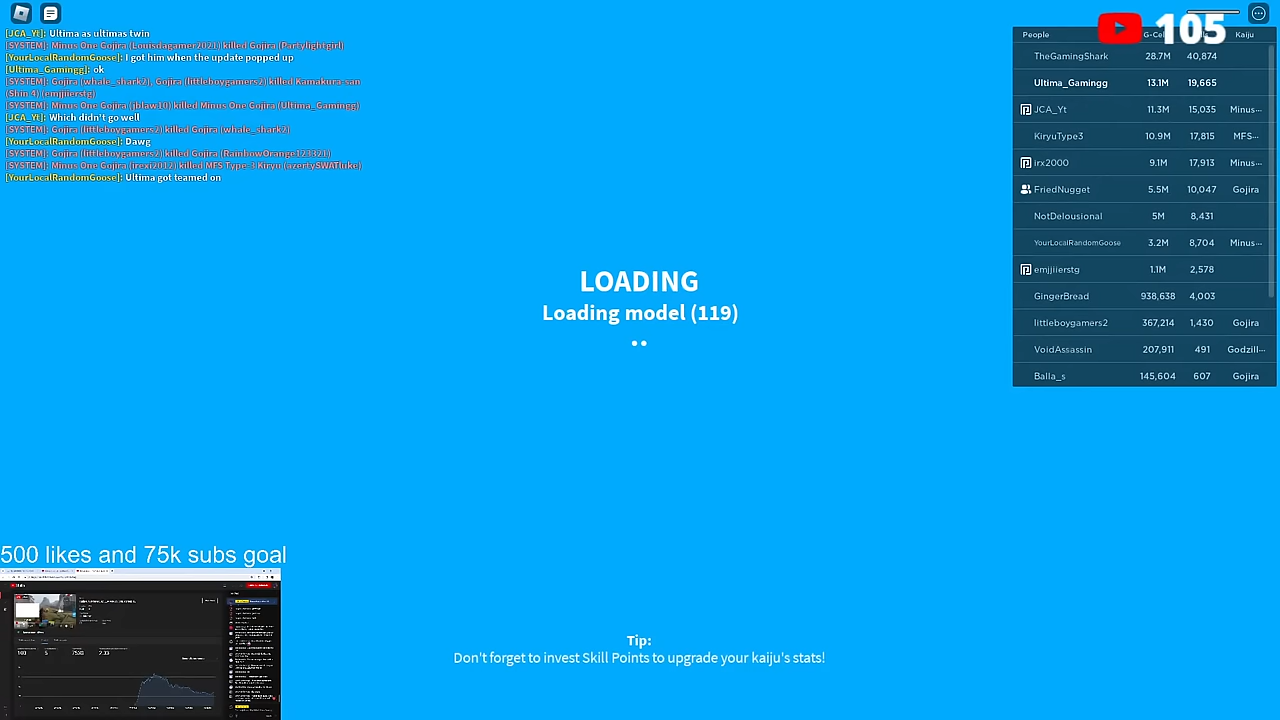 [JCA_Yt]: Ultima as ultimas twin
[SYSTEM]: Minus One Gojira (Louisdagamer2021) killed Gojira (Partylightgirl)
[YourLocalRandomGoose]: I got him when the update popped up
[Ultima_Gamingg]: ok
[SYSTEM]: Gojira (whale_shark2), Gojira (littleboygamers2) killed Kamakura-san
(Shin 4) (emjjiierstg)
[SYSTEM]: Minus One Gojira (jblaw10) killed Minus One Gojira (Ultima_Gamingg)
[JCA_Yt]: Which didn't go well
[SYSTEM]: Gojira (littleboygamers2) killed Gojira (whale_shark2)
[YourLocalRandomGoose]: Dawg
[SYSTEM]: Gojira (littleboygamers2) killed Gojira (RainbowOrange123321)
[SYSTEM]: Minus One Gojira (irexi2012) killed MFS Type-3 Kiryu (azertySWATluke)
[YourLocalRandomGoose]: Ultima got teamed on
105
People G-Ce Kaiju
TheGamingShark 28.7M 40,874
Ultima_Gamingg 13.1M 19,665
JCA_Yt 11.3M 15,035 Minus...
KiryuType3 10.9M 17,815 MFS...
irx2000 9.1M 17,913 Minus...
FriedNugget 5.5M 10,047 Gojira
NotDelousional 5M 8,431
YourLocalRandomGoose 3.2M 8,704 Minus...
emjjiierstg 1.1M 2,578
GingerBread 938,638 4,003
littleboygamers2 367,214 1,430 Gojira
VoidAssassin 207,911 491 Godzill...
Balla_s 145,604 607 Gojira
LOADING
Loading model (119)
500 likes and 75k subs goal
Tip:
Don't forget to invest Skill Points to upgrade your kaiju's stats!